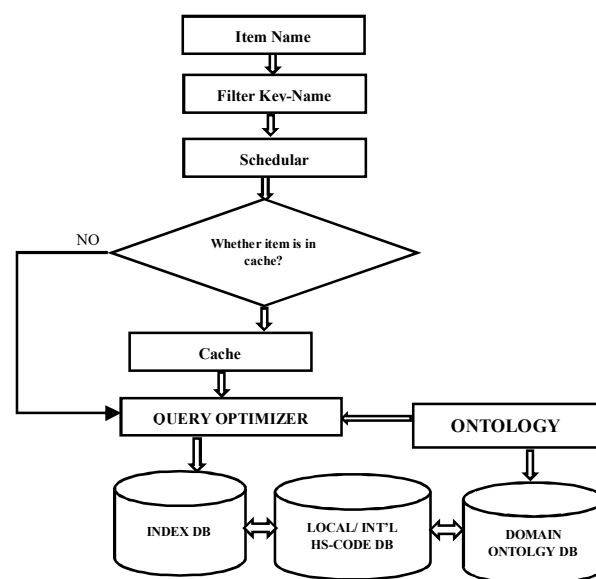 Item Name
Filter Key-Name
Schedular
NO
Whether item is in
cache?
Cache
QUERY OPTIMIZER
ONTOLOGY
INDEX DB
LOCAL/ INT'L
HS-CODE DB
DOMAIN
ONTOLGY DB